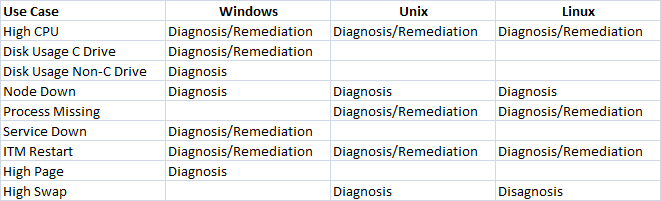 Use Case Windows Unix Linux
High CPU Diagnosis/Remediation Diagnosis/Remediation Diagnosis/Remediation
Disk Usage C Drive Diagnosis/Remediation
Disk Usage Non-C Drive Diagnosis
Node Down Diagnosis Diagnosis Diagnosis
Process Missing Diagnosis/Remediation Diagnosis/Remediation
Service Down Diagnosis/Remediation
ITM Restart Diagnosis/Remediation Diagnosis/Remediation Diagnosis/Remediation
High Page Diagnosis
High Swap Diagnosis Disagnosis